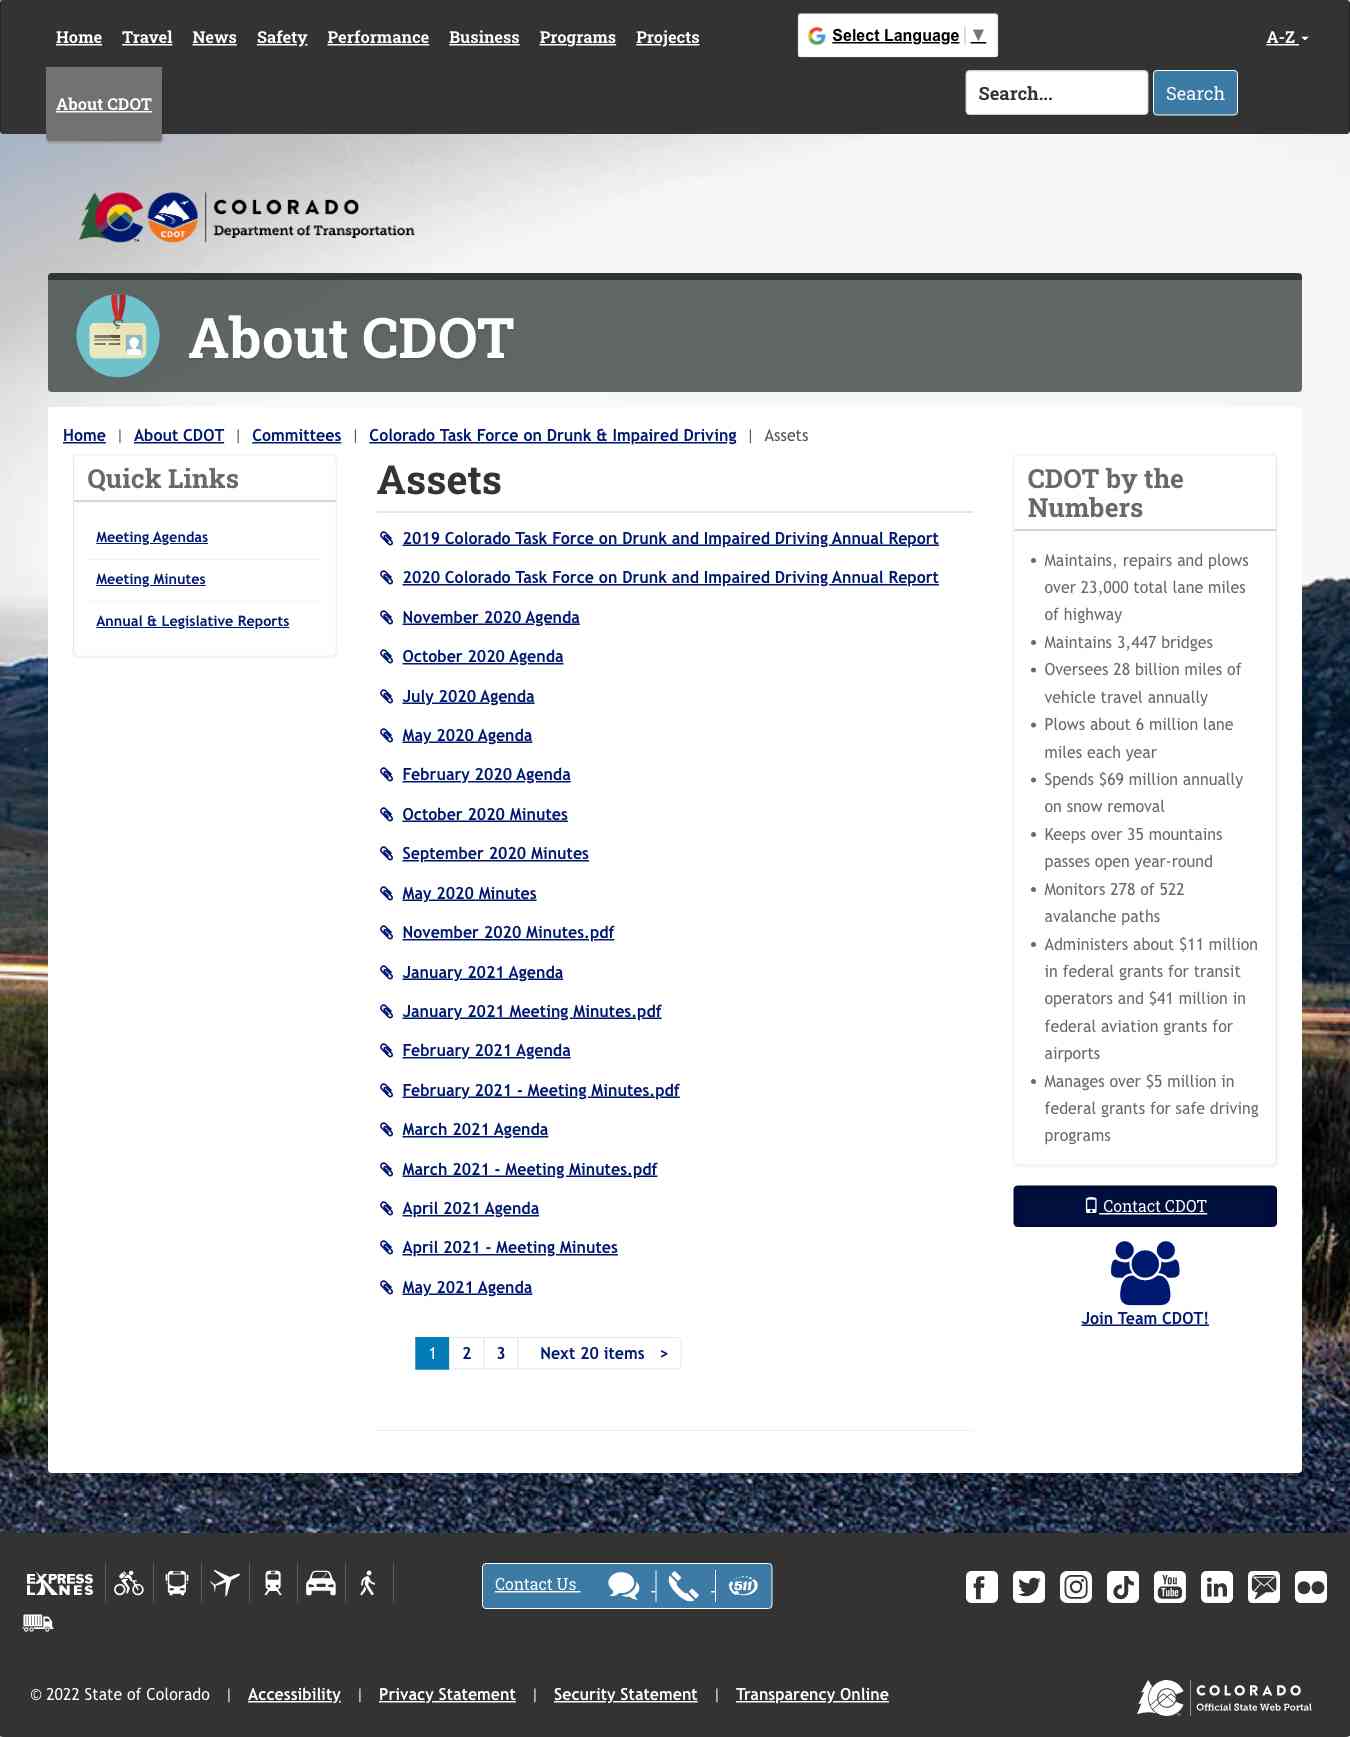 Home Travel News Safety Performance Business Programs Projects
Select Language ▼
A-Z
About CDOT
Search...
Search
COLORADO
Department of Transportation
CDOT
About CDOT
Home | About CDOT | Committees | Colorado Task Force on Drunk & Impaired Driving | Assets
Quick Links
Meeting Agendas
Meeting Minutes
Annual & Legislative Reports
Assets
2019 Colorado Task Force on Drunk and Impaired Driving Annual Report
2020 Colorado Task Force on Drunk and Impaired Driving Annual Report
November 2020 Agenda
October 2020 Agenda
July 2020 Agenda
May 2020 Agenda
February 2020 Agenda
October 2020 Minutes
September 2020 Minutes
May 2020 Minutes
November 2020 Minutes.pdf
January 2021 Agenda
January 2021 Meeting Minutes.pdf
February 2021 Agenda
February 2021 - Meeting Minutes.pdf
March 2021 Agenda
March 2021 - Meeting Minutes.pdf
April 2021 Agenda
April 2021 - Meeting Minutes
May 2021 Agenda
1 2 3 Next 20 items >
CDOT by the
Numbers
• Maintains, repairs and plows
over 23,000 total lane miles
of highway
• Maintains 3,447 bridges
• Oversees 28 billion miles of
vehicle travel annually
• Plows about 6 million lane
miles each year
• Spends $69 million annually
on snow removal
• Keeps over 35 mountains
passes open year-round
• Monitors 278 of 522
avalanche paths
• Administers about $11 million
in federal grants for transit
operators and $41 million in
federal aviation grants for
airports
• Manages over $5 million in
federal grants for safe driving
programs
Contact CDOT
Join Team CDOT!
EXPRESS
LANES
Contact Us
511
You
Tube
in
© 2022 State of Colorado | Accessibility | Privacy Statement | Security Statement | Transparency Online
COLORADO
Official State Web Portal